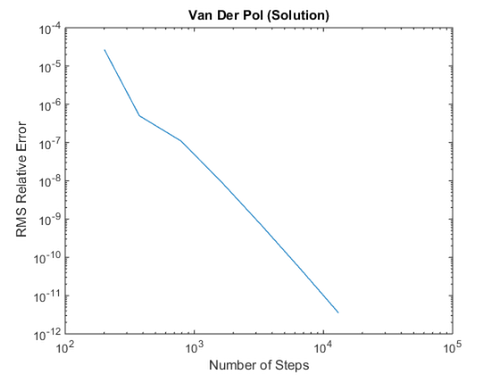 Van Der Pol (Solution)
10^-4
10^-5
10^-6
10^-7
10^-8
10^-9
10^-10
10^-11
10^-12
RMS Relative Error
10^2 10^3 10^4 10^5
Number of Steps